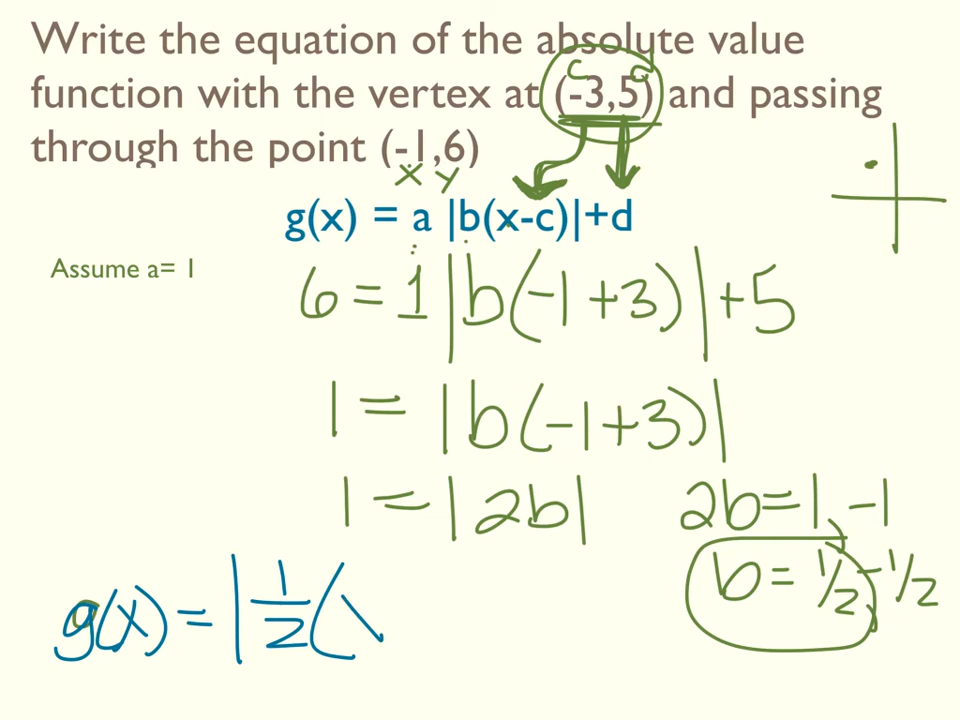 Write the equation of the absolute value
function with the vertex at (-3,5) and passing
through the point (-1,6)
c d
x y
g(x) = a |b(x-c)|+d
Assume a= 1
6 = 1 |b(-1+3)| +5
1 = |b(-1+3)|
1 = |2b|
2b=1,-1
b= 1/2, -1/2
g(x) = | 1/2 (